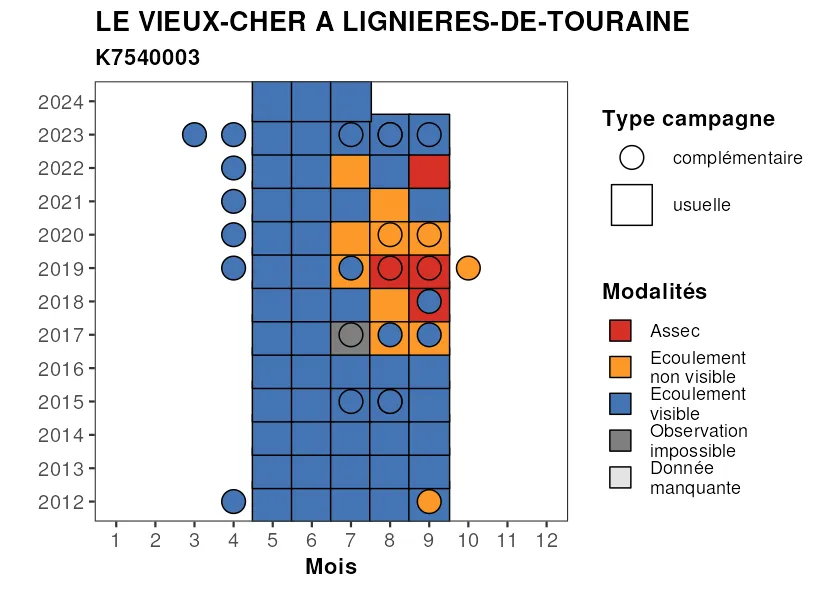 LE VIEUX-CHER A LIGNIERES-DE-TOURAINE
K7540003
2024
2023
2022
2021
2020
2019
2018
2017
2016
2015
2014
2013
2012
1 2 3 4 5 6 7 8 9 10 11 12
Mois
Type campagne
complémentaire
usuelle
Modalités
Assec
Ecoulement
non visible
Ecoulement
visible
Observation
impossible
Donnée
manquante